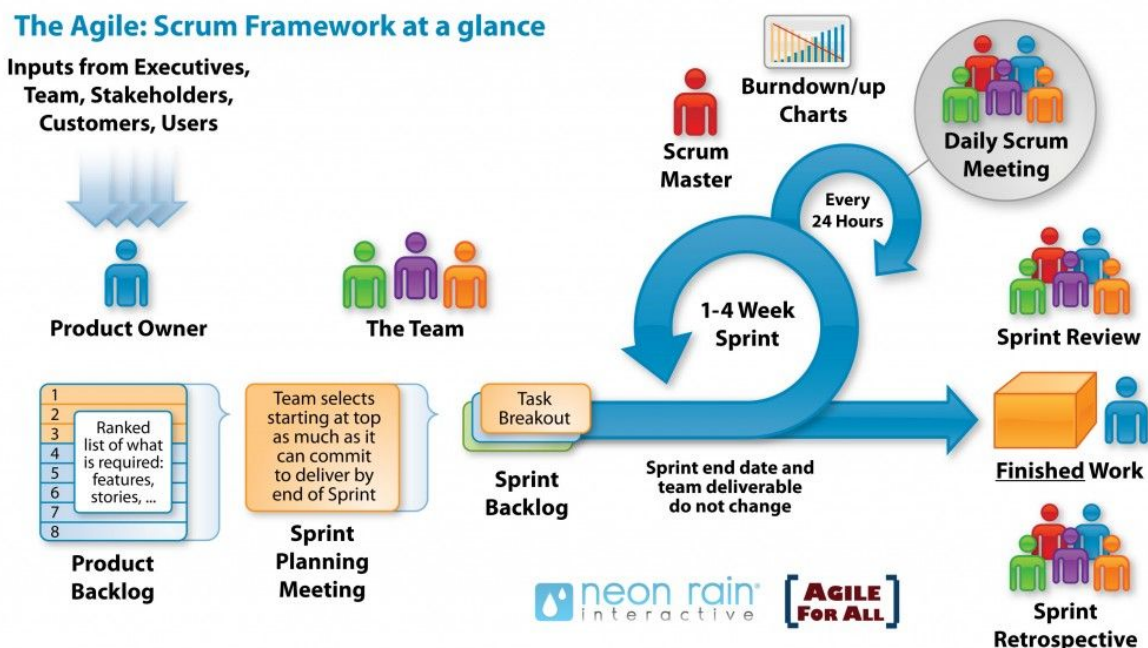 The Agile: Scrum Framework at a glance
Inputs from Executives,
Team, Stakeholders,
Customers, Users
Product Owner
The Team
Scrum
Master
Burndown/up
Charts
Daily Scrum
Meeting
Every
24 Hours
1-4 Week
Sprint
Sprint Review
1
2
3
4
5
6
7
8
Ranked
list of what
is required:
features,
stories, ...
Product
Backlog
Team selects
starting at top
as much as it
can commit
to deliver by
end of Sprint
Sprint
Planning
Meeting
Task
Breakout
Sprint
Backlog
Sprint end date and
team deliverable
do not change
Finished Work
Sprint
Retrospective
neon rain®
interactive
AGILE
FOR ALL